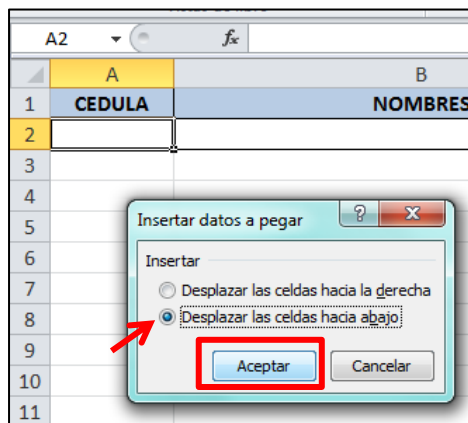 A2 fx
A B
1 CEDULA NOMBRES
2
3
4
5
6
7
8
9
10
11
Insertar datos a pegar
Insertar
Desplazar las celdas hacia la derecha
Desplazar las celdas hacia abajo
Aceptar Cancelar